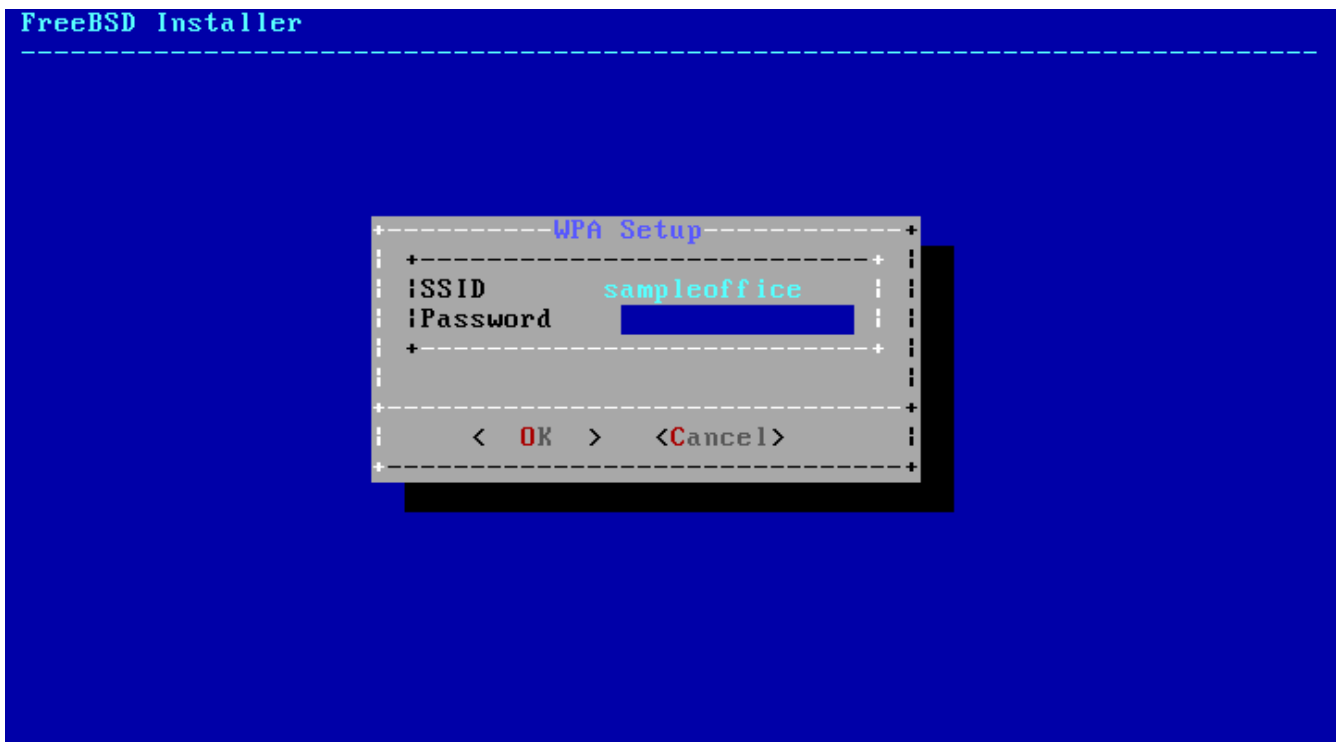 FreeBSD Installer
WPA Setup
SSID sampleoffice
Password
< OK > <Cancel>